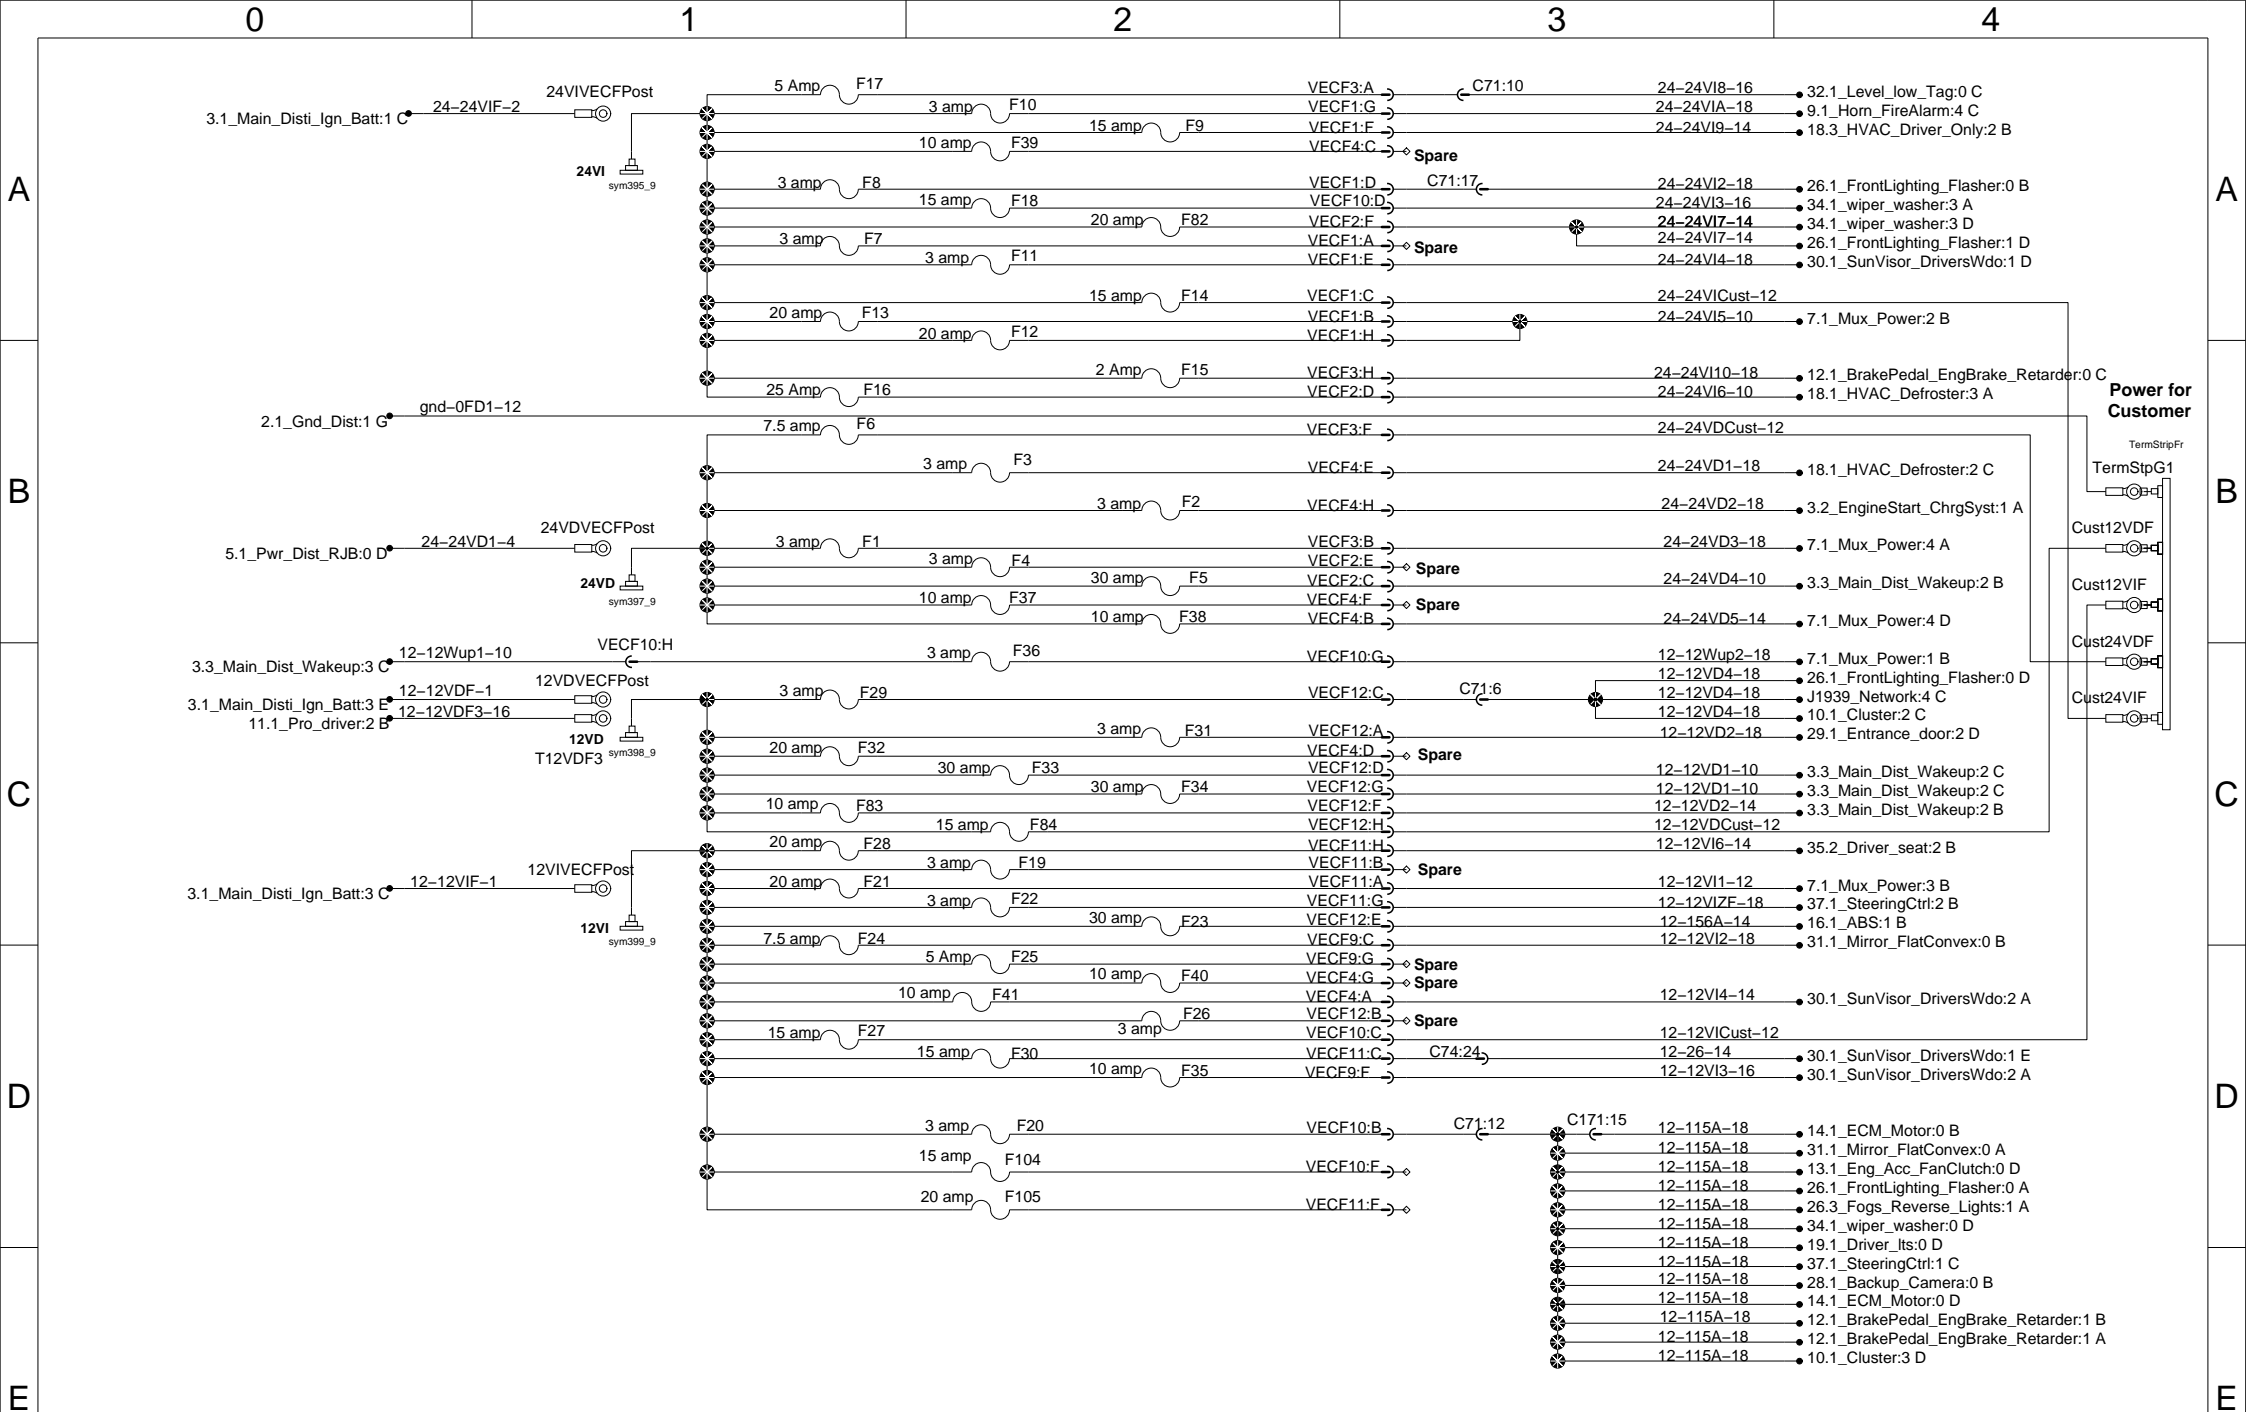 0 1 2 3 4
24VIVECFPost 5 Amp F17 VECF3:A C71:10 24–24VI8–16 32.1_Level_low_Tag:0 C
3.1_Main_Disti_Ign_Batt:1 C 24–24VIF–2 3 amp F10 VECF1:G 24–24VIA–18 9.1_Horn_FireAlarm:4 C
15 amp F9 VECF1:F 24–24VI9–14 18.3_HVAC_Driver_Only:2 B
10 amp F39 VECF4:C Spare
24VI
sym395_9
A 3 amp F8 VECF1:D C71:17 24–24VI2–18 26.1_FrontLighting_Flasher:0 B A
15 amp F18 VECF10:D 24–24VI3–16 34.1_wiper_washer:3 A
20 amp F82 VECF2:F 24–24VI7–14 34.1_wiper_washer:3 D
3 amp F7 VECF1:A Spare 24–24VI7–14 26.1_FrontLighting_Flasher:1 D
3 amp F11 VECF1:E 24–24VI4–18 30.1_SunVisor_DriversWdo:1 D
15 amp F14 VECF1:C 24–24VICust–12
20 amp F13 VECF1:B 24–24VI5–10 7.1_Mux_Power:2 B
20 amp F12 VECF1:H
2 Amp F15 VECF3:H 24–24VI10–18 12.1_BrakePedal_EngBrake_Retarder:0 C
25 Amp F16 VECF2:D 24–24VI6–10 18.1_HVAC_Defroster:3 A
Power for
Customer
2.1_Gnd_Dist:1 G gnd–0FD1–12
7.5 amp F6 VECF3:F 24–24VDCust–12
TermStripFr
3 amp F3 VECF4:E 24–24VD1–18 18.1_HVAC_Defroster:2 C TermStpG1
B B
3 amp F2 VECF4:H 24–24VD2–18 3.2_EngineStart_ChrgSyst:1 A
24VDVECFPost Cust12VDF
5.1_Pwr_Dist_RJB:0 D 24–24VD1–4 3 amp F1 VECF3:B 24–24VD3–18 7.1_Mux_Power:4 A
3 amp F4 VECF2:E Spare
24VD 30 amp F5 VECF2:C 24–24VD4–10 3.3_Main_Dist_Wakeup:2 B Cust12VIF
sym397_9 10 amp F37 VECF4:F Spare
10 amp F38 VECF4:B 24–24VD5–14 7.1_Mux_Power:4 D
3.3_Main_Dist_Wakeup:3 C 12–12Wup1–10 VECF10:H 3 amp F36 VECF10:G 12–12Wup2–18 7.1_Mux_Power:1 B Cust24VDF
12VDVECFPost 12–12VD4–18 26.1_FrontLighting_Flasher:0 D
3.1_Main_Disti_Ign_Batt:3 E 12–12VDF–1 3 amp F29 VECF12:C C71:6 12–12VD4–18 J1939_Network:4 C Cust24VIF
11.1_Pro_driver:2 B 12–12VDF3–16 12–12VD4–18 10.1_Cluster:2 C
12VD 3 amp F31 VECF12:A 12–12VD2–18 29.1_Entrance_door:2 D
T12VDF3 sym398_9 20 amp F32 VECF4:D Spare
30 amp F33 VECF12:D 12–12VD1–10 3.3_Main_Dist_Wakeup:2 C
C 30 amp F34 VECF12:G 12–12VD1–10 3.3_Main_Dist_Wakeup:2 C C
10 amp F83 VECF12:F 12–12VD2–14 3.3_Main_Dist_Wakeup:2 B
15 amp F84 VECF12:H 12–12VDCust–12
20 amp F28 VECF11:H 12–12VI6–14 35.2_Driver_seat:2 B
12VIVECFPost 3 amp F19 VECF11:B Spare
3.1_Main_Disti_Ign_Batt:3 C 12–12VIF–1 20 amp F21 VECF11:A 12–12VI1–12 7.1_Mux_Power:3 B
3 amp F22 VECF11:G 12–12VIZF–18 37.1_SteeringCtrl:2 B
12VI 30 amp F23 VECF12:E 12–156A–14 16.1_ABS:1 B
sym399_9 7.5 amp F24 VECF9:C 12–12VI2–18 31.1_Mirror_FlatConvex:0 B
5 Amp F25 VECF9:G Spare
10 amp F40 VECF4:G Spare
10 amp F41 VECF4:A 12–12VI4–14 30.1_SunVisor_DriversWdo:2 A
3 amp F26 VECF12:B Spare
15 amp F27 VECF10:C 12–12VICust–12
15 amp F30 VECF11:C C74:24 12–26–14 30.1_SunVisor_DriversWdo:1 E
10 amp F35 VECF9:F 12–12VI3–16 30.1_SunVisor_DriversWdo:2 A
D D
3 amp F20 VECF10:B C71:12 C171:15 12–115A–18 14.1_ECM_Motor:0 B
12–115A–18 31.1_Mirror_FlatConvex:0 A
15 amp F104 VECF10:F 12–115A–18 13.1_Eng_Acc_FanClutch:0 D
12–115A–18 26.1_FrontLighting_Flasher:0 A
20 amp F105 VECF11:F 12–115A–18 26.3_Fogs_Reverse_Lights:1 A
12–115A–18 34.1_wiper_washer:0 D
12–115A–18 19.1_Driver_lts:0 D
12–115A–18 37.1_SteeringCtrl:1 C
12–115A–18 28.1_Backup_Camera:0 B
12–115A–18 14.1_ECM_Motor:0 D
12–115A–18 12.1_BrakePedal_EngBrake_Retarder:1 B
12–115A–18 12.1_BrakePedal_EngBrake_Retarder:1 A
12–115A–18 10.1_Cluster:3 D
E E